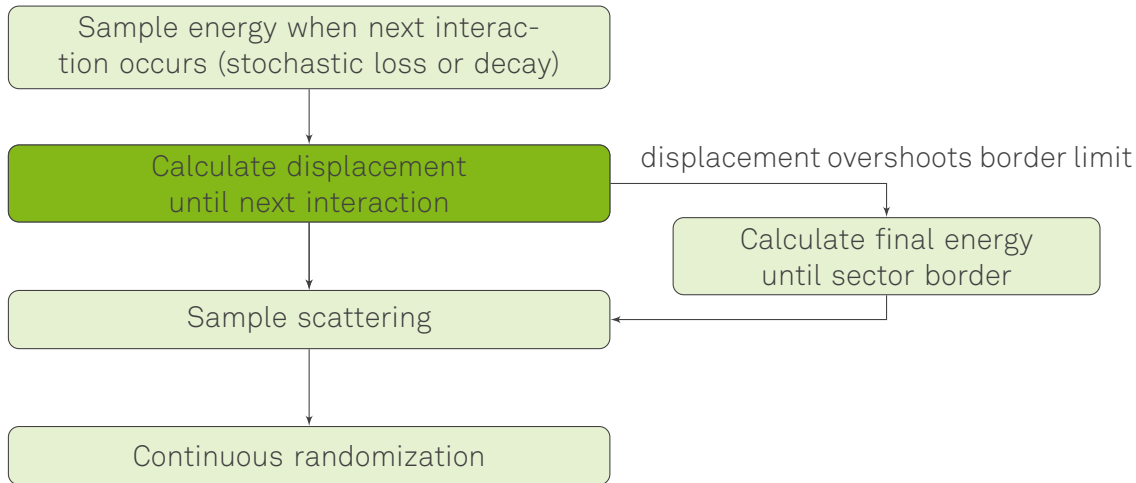 Sample energy when next interac-
tion occurs (stochastic loss or decay)
Calculate displacement
until next interaction
displacement overshoots border limit
Calculate final energy
until sector border
Sample scattering
Continuous randomization